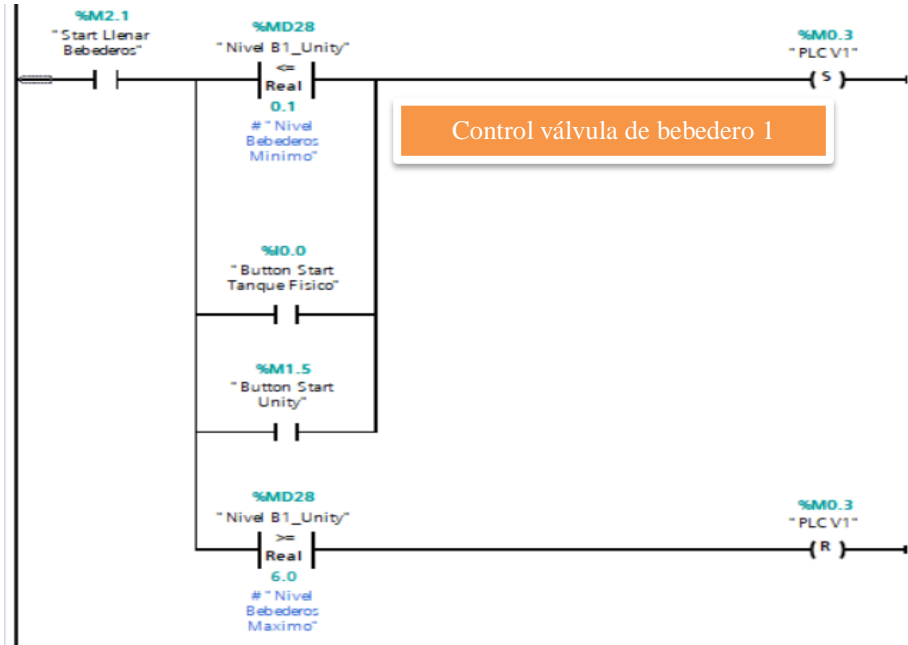 %M2.1
"Start Llenar
Bebederos"
%MD28
"Nivel B1_Unity"
<=
Real
0.1
#"Nivel
Bebederos
Minimo"
%M0.3
"PLC V1"
S
Control válvula de bebedero 1
%I0.0
"Button Start
Tanque Fisico"
%M1.5
"Button Start
Unity"
%MD28
"Nivel B1_Unity"
>=
Real
6.0
#"Nivel
Bebederos
Maximo"
%M0.3
"PLC V1"
R